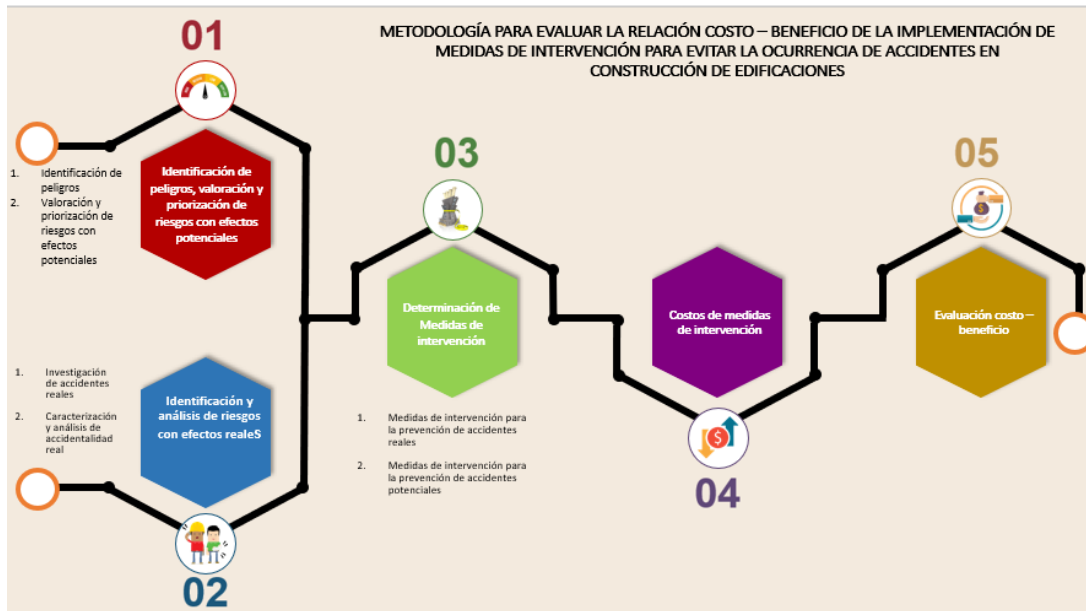 METODOLOGÍA PARA EVALUAR LA RELACIÓN COSTO – BENEFICIO DE LA IMPLEMENTACIÓN DE
MEDIDAS DE INTERVENCIÓN PARA EVITAR LA OCURRENCIA DE ACCIDENTES EN
CONSTRUCCIÓN DE EDIFICACIONES
01
1. Identificación de
peligros
2. Valoración y
priorización de
riesgos con
efectos
potenciales
Identificación de
peligros, valoración y
priorización de
riesgos con efectos
potenciales
1. Investigación
de accidentes
reales
2. Caracterización
y análisis de
accidentalidad
real
Identificación y
análisis de riesgos
con efectos realeS
02
03
Determinación de
Medidas de
intervención
1. Medidas de intervención para
la prevención de accidentes
reales
2. Medidas de intervención para
la prevención de accidentes
potenciales
Costos de medidas
de intervención
04
05
Evaluación costo –
beneficio